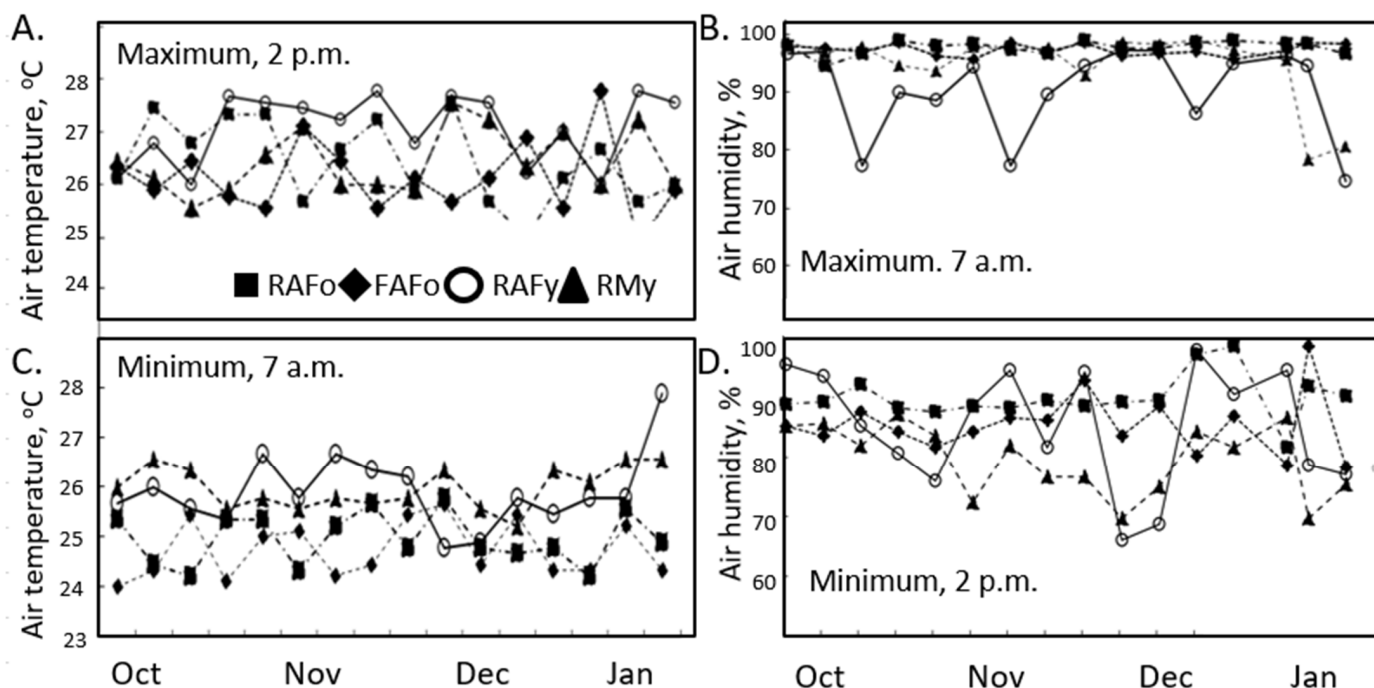 A.
Maximum, 2 p.m.
Air temperature, ºC
28
27
26
25
24
RAFo FAFo RAFy RMy
B.
Air humidity, %
100
90
80
70
60
Maximum. 7 a.m.
C.
Minimum, 7 a.m.
Air temperature, ºC
28
27
26
25
24
23
Oct Nov Dec Jan
D.
Air humidity, %
100
90
80
70
60
Minimum, 2 p.m.
Oct Nov Dec Jan